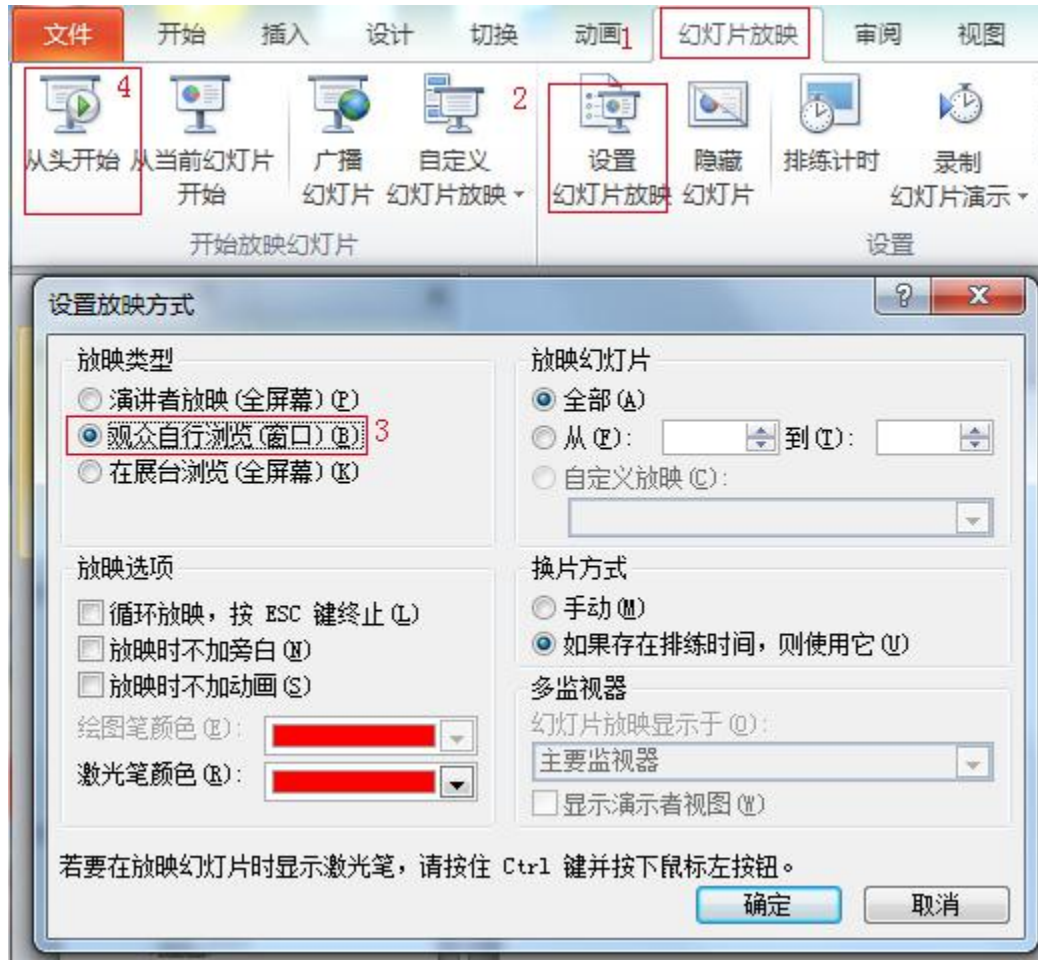 文件 开始 插入 设计 切换 动画 1 幻灯片放映 审阅 视图
4 2
从头开始 从当前幻灯片 广播 自定义 设置 隐藏 排练计时 录制
开始 幻灯片 幻灯片放映 幻灯片放映 幻灯片 幻灯片演示
开始放映幻灯片 设置
设置放映方式
放映类型
演讲者放映(全屏幕)(P)
观众自行浏览(窗口)(B) 3
在展台浏览(全屏幕)(K)
放映幻灯片
全部(A)
从(F): 到(T):
自定义放映(C):
放映选项
循环放映，按 ESC 键终止(L)
放映时不加旁白(N)
放映时不加动画(S)
绘图笔颜色(E):
激光笔颜色(R):
换片方式
手动(M)
如果存在排练时间，则使用它(U)
多监视器
幻灯片放映显示于(O):
主要监视器
显示演示者视图(W)
若要在放映幻灯片时显示激光笔，请按住 Ctrl 键并按下鼠标左按钮。
确定 取消